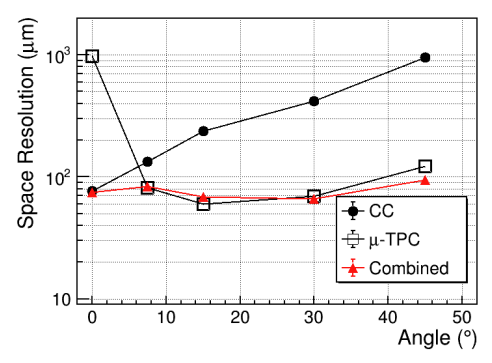 Space Resolution (μm)
10³
10²
10
0 10 20 30 40 50
Angle (°)
CC
μ-TPC
Combined